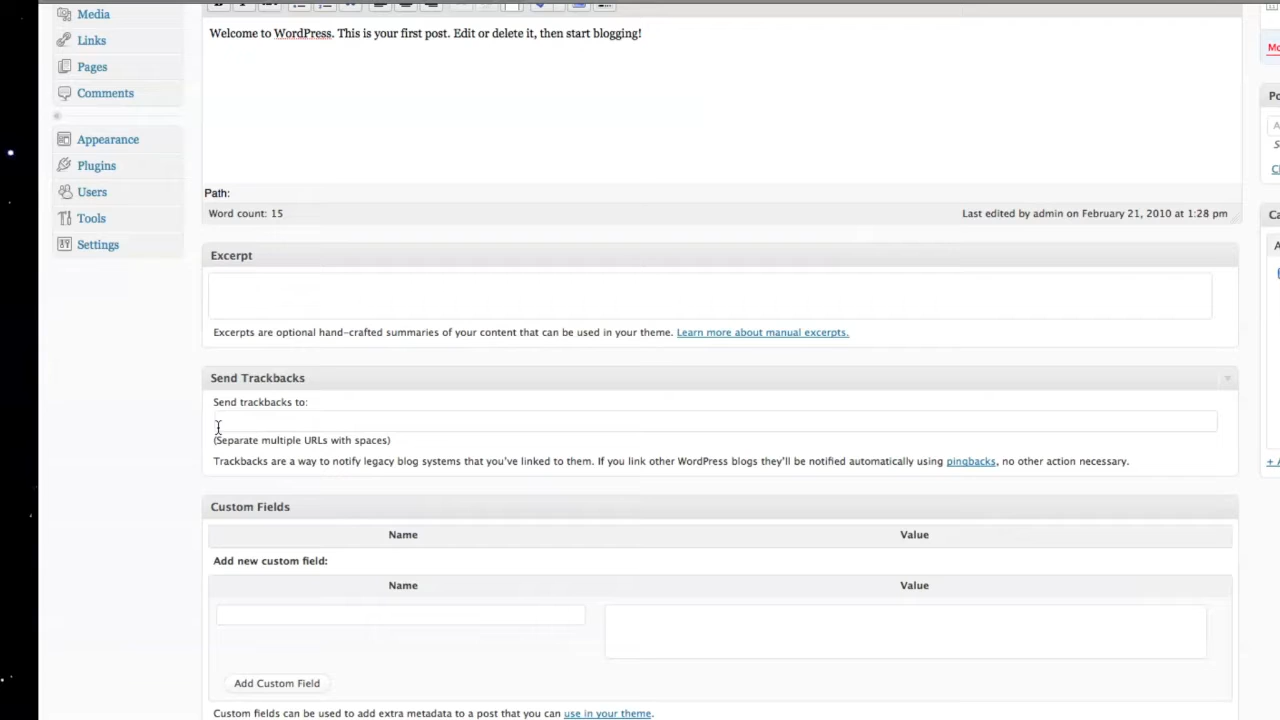 Media
Links
Pages
Comments
Appearance
Plugins
Users
Tools
Settings
Welcome to WordPress. This is your first post. Edit or delete it, then start blogging!
Path:
Word count: 15
Last edited by admin on February 21, 2010 at 1:28 pm
Excerpt
Excerpts are optional hand-crafted summaries of your content that can be used in your theme. Learn more about manual excerpts.
Send Trackbacks
Send trackbacks to:
(Separate multiple URLs with spaces)
Trackbacks are a way to notify legacy blog systems that you've linked to them. If you link other WordPress blogs they'll be notified automatically using pingbacks, no other action necessary.
Custom Fields
Name Value
Add new custom field:
Name Value
Add Custom Field
Custom fields can be used to add extra metadata to a post that you can use in your theme.